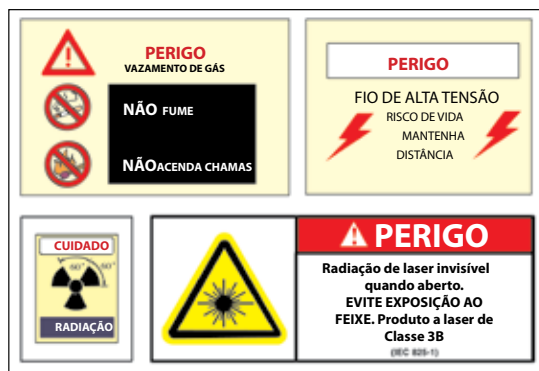 PERIGO
VAZAMENTO DE GÁS
NÃO FUME
NÃOACENDA CHAMAS
PERIGO
FIO DE ALTA TENSÃO
RISCO DE VIDA
MANTENHA
DISTÂNCIA
CUIDADO
60° 60°
RADIAÇÃO
PERIGO
Radiação de laser invisível
quando aberto.
EVITE EXPOSIÇÃO AO
FEIXE. Produto a laser de
Classe 3B
(IEC 825-1)